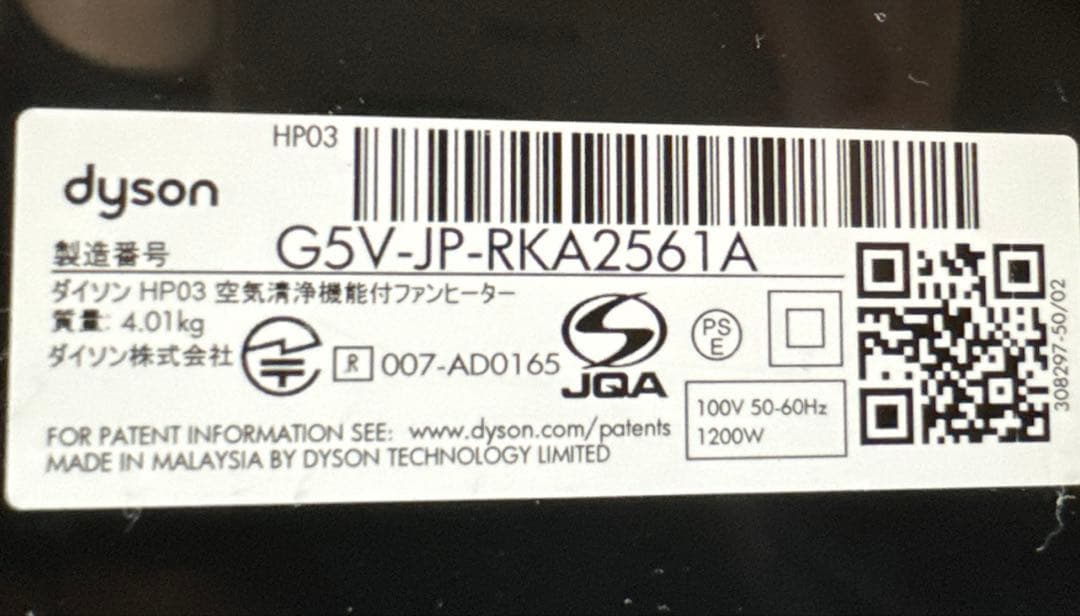 HP03
dyson
製造番号 G5V-JP-RKA2561A
ダイソン HP03 空気清浄機能付ファンヒーター
質量: 4.01kg
ダイソン株式会社
R 007-AD0165
JQA
PS
E
100V 50-60Hz
1200W
308297-50/02
FOR PATENT INFORMATION SEE: www.dyson.com/patents
MADE IN MALAYSIA BY DYSON TECHNOLOGY LIMITED